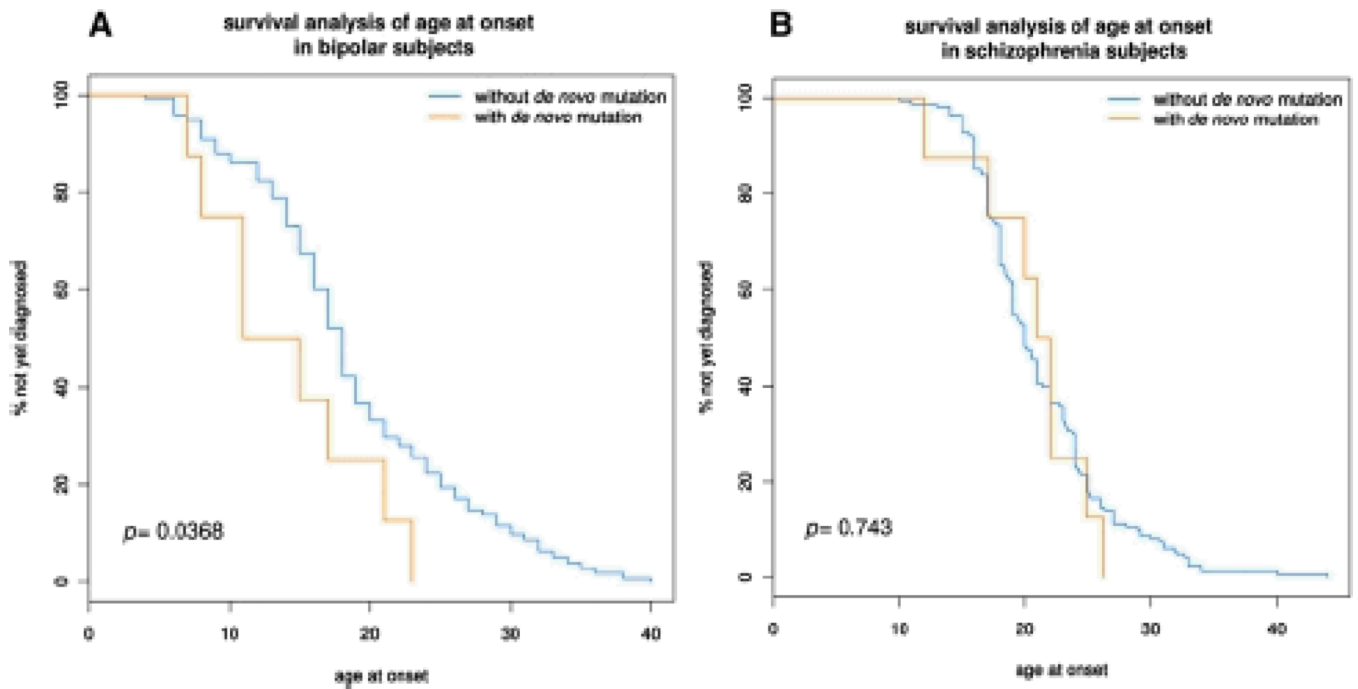 A
survival analysis of age at onset
in bipolar subjects
without de novo mutation
with de novo mutation
% not yet diagnosed
100
80
60
40
20
0
p= 0.0368
0 10 20 30 40
age at onset
B
survival analysis of age at onset
in schizophrenia subjects
without de novo mutation
with de novo mutation
% not yet diagnosed
100
80
60
40
20
0
p= 0.743
0 10 20 30 40
age at onset